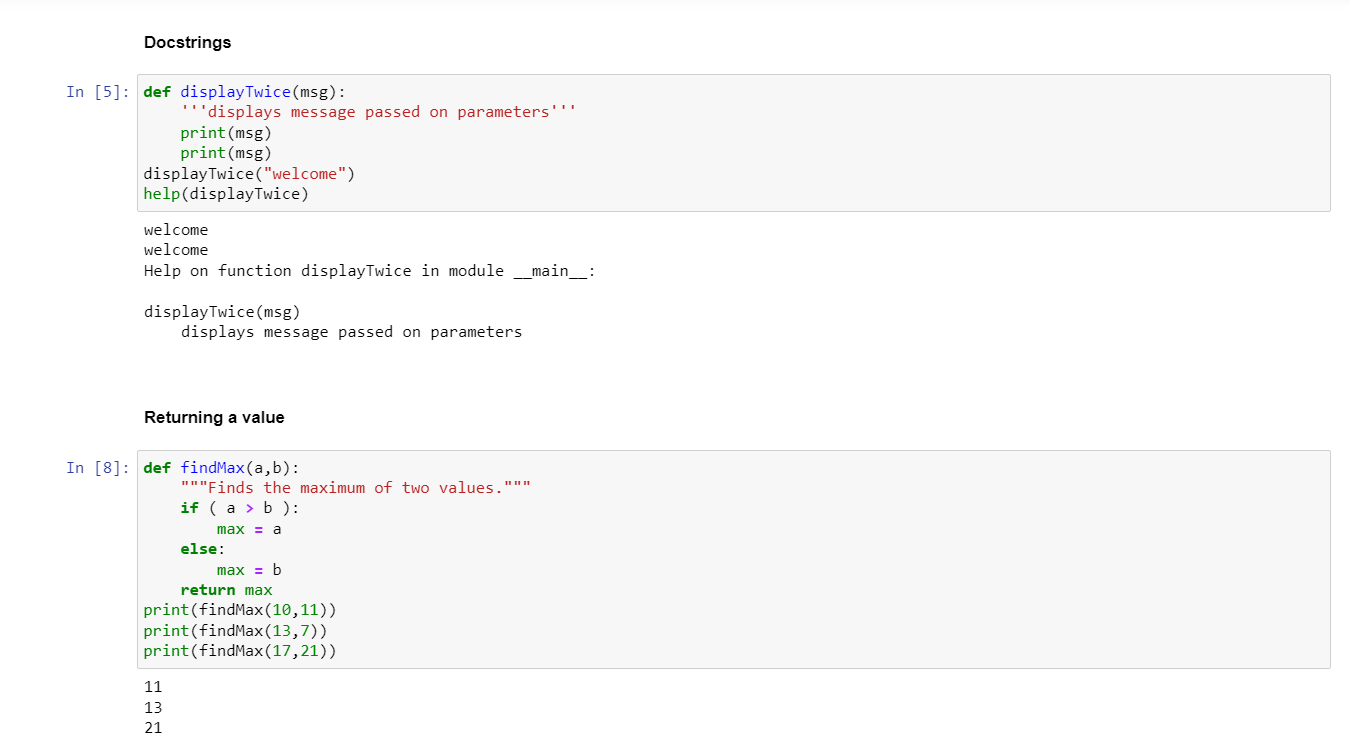 Docstrings
In [5]: def displayTwice(msg):
    '''displays message passed on parameters'''
    print(msg)
    print(msg)
displayTwice("welcome")
help(displayTwice)
welcome
welcome
Help on function displayTwice in module __main__:
displayTwice(msg)
    displays message passed on parameters
Returning a value
In [8]: def findMax(a,b):
    """Finds the maximum of two values."""
    if ( a > b ):
        max = a
    else:
        max = b
    return max
print(findMax(10,11))
print(findMax(13,7))
print(findMax(17,21))
11
13
21